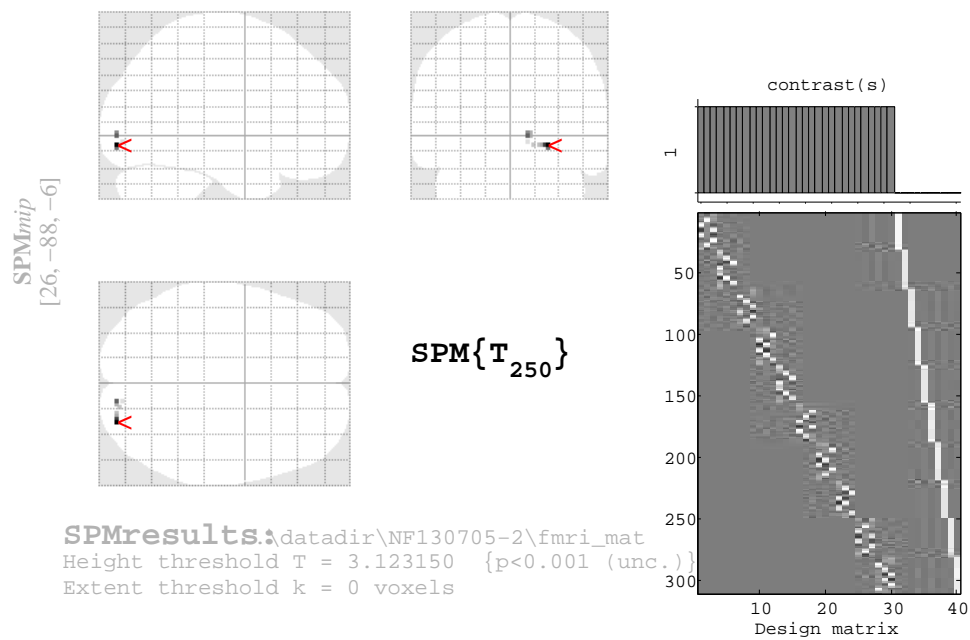 SPMmip
[26, −88, −6]
SPM{T250}
SPMresults:.\datadir\NF130705-2\fmri_mat
Height threshold T = 3.123150 {p<0.001 (unc.)}
Extent threshold k = 0 voxels
contrast(s)
1
50
100
150
200
250
300
10 20 30 40
Design matrix